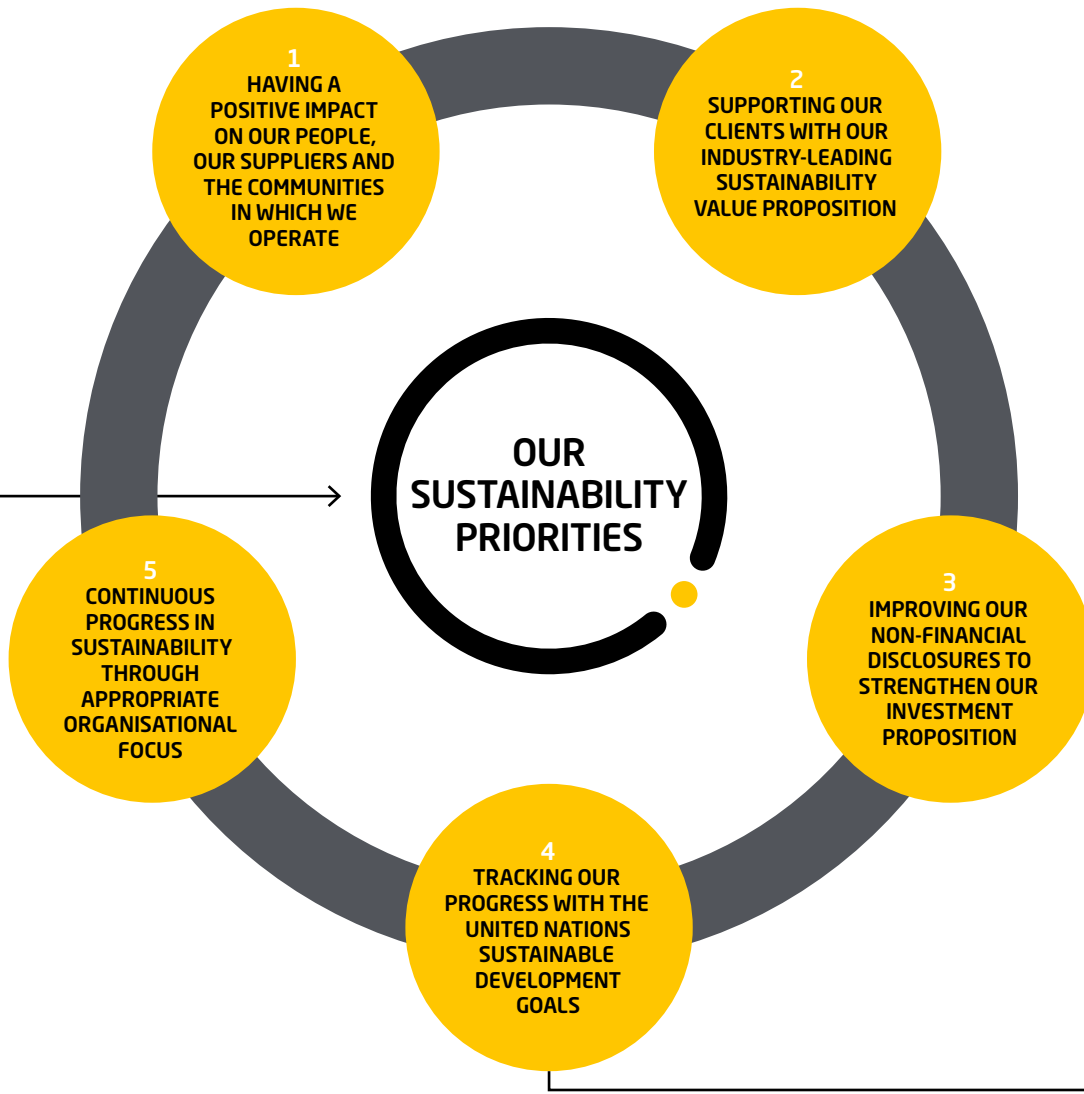 1
HAVING A
POSITIVE IMPACT
ON OUR PEOPLE,
OUR SUPPLIERS AND
THE COMMUNITIES
IN WHICH WE
OPERATE
2
SUPPORTING OUR
CLIENTS WITH OUR
INDUSTRY-LEADING
SUSTAINABILITY
VALUE PROPOSITION
OUR
SUSTAINABILITY
PRIORITIES
3
IMPROVING OUR
NON-FINANCIAL
DISCLOSURES TO
STRENGTHEN OUR
INVESTMENT
PROPOSITION
4
TRACKING OUR
PROGRESS WITH THE
UNITED NATIONS
SUSTAINABLE
DEVELOPMENT
GOALS
5
CONTINUOUS
PROGRESS IN
SUSTAINABILITY
THROUGH
APPROPRIATE
ORGANISATIONAL
FOCUS